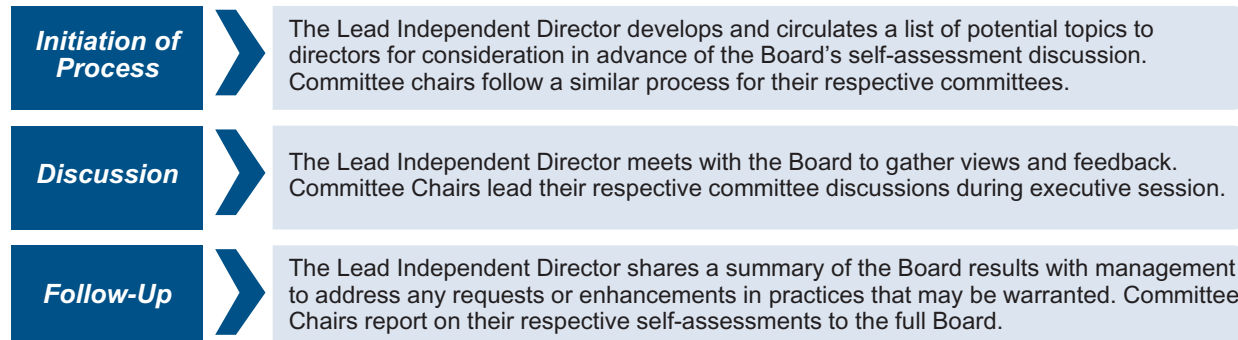 Initiation of
Process
The Lead Independent Director develops and circulates a list of potential topics to
directors for consideration in advance of the Board’s self-assessment discussion.
Committee chairs follow a similar process for their respective committees.
Discussion
The Lead Independent Director meets with the Board to gather views and feedback.
Committee Chairs lead their respective committee discussions during executive session.
Follow-Up
The Lead Independent Director shares a summary of the Board results with management
to address any requests or enhancements in practices that may be warranted. Committee
Chairs report on their respective self-assessments to the full Board.